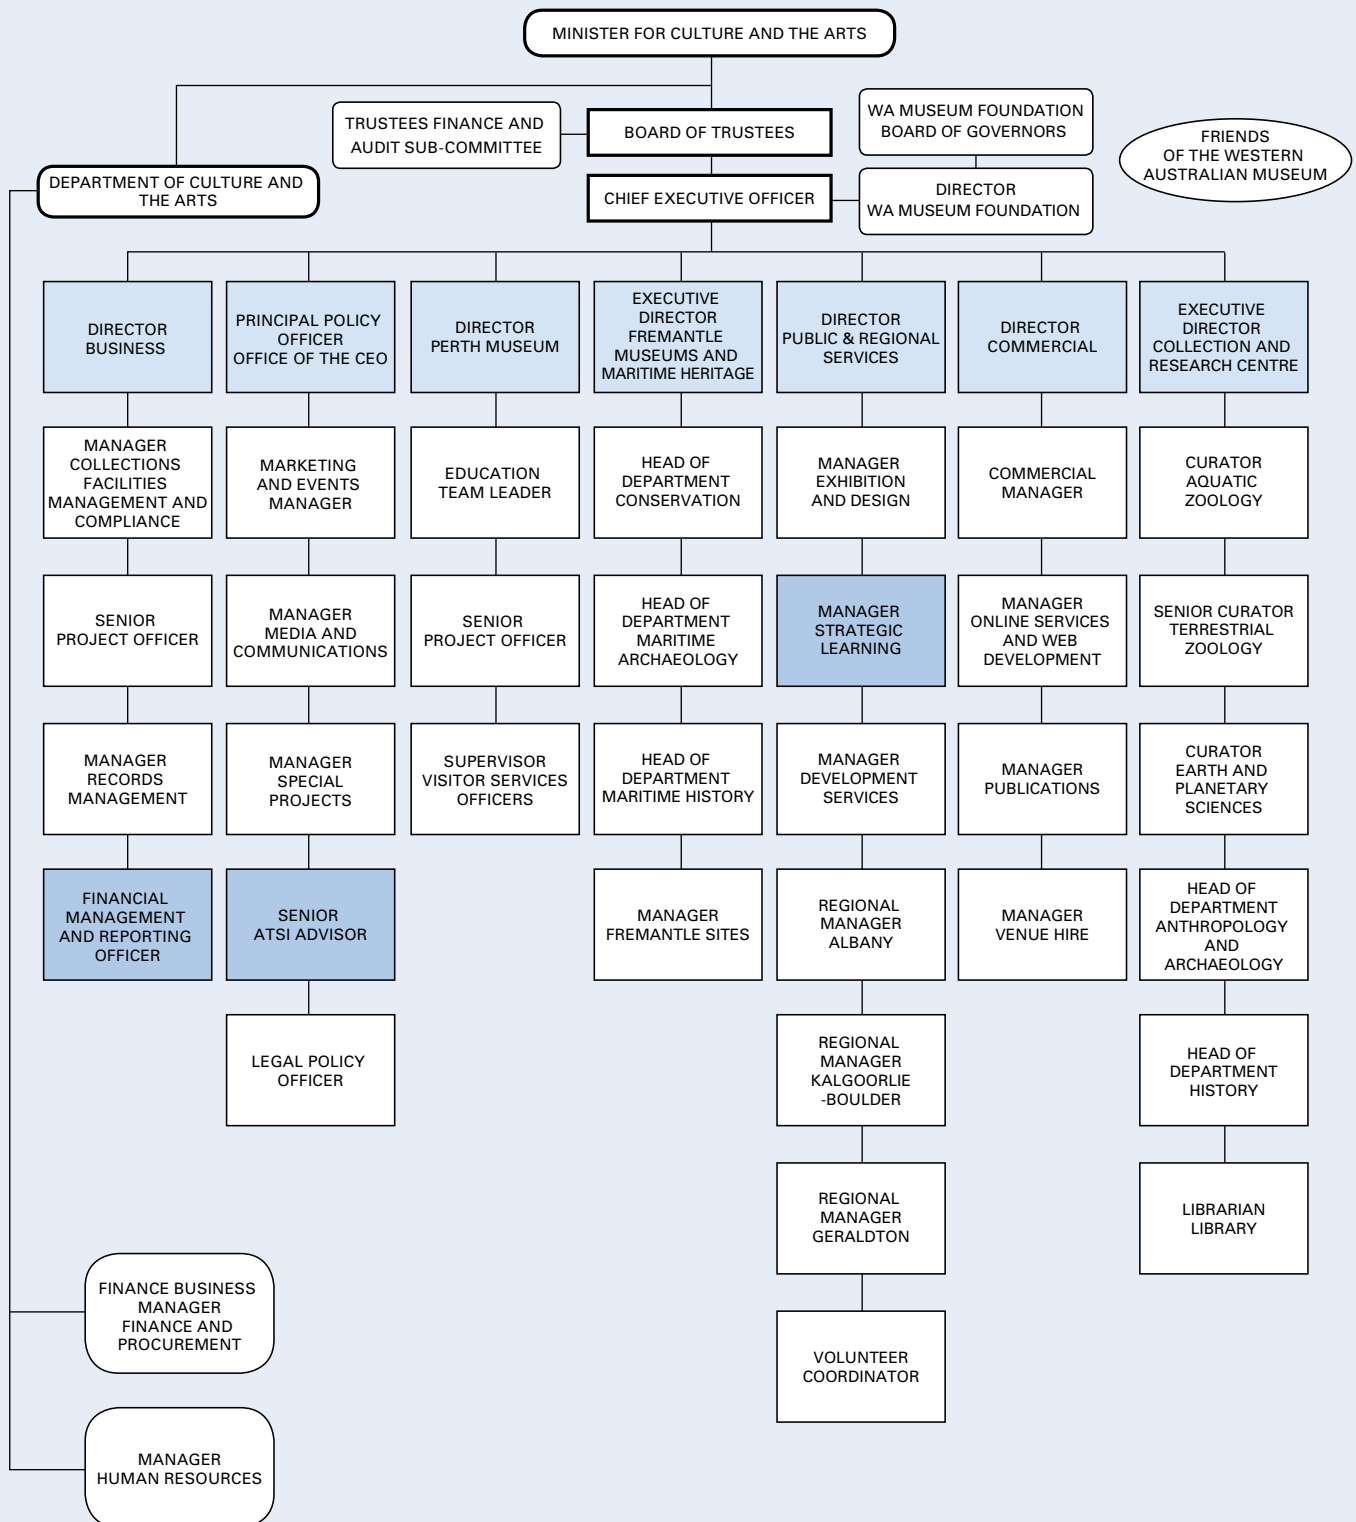 MINISTER FOR CULTURE AND THE ARTS
TRUSTEES FINANCE AND
AUDIT SUB-COMMITTEE
BOARD OF TRUSTEES
WA MUSEUM FOUNDATION
BOARD OF GOVERNORS
FRIENDS
OF THE WESTERN
AUSTRALIAN MUSEUM
DEPARTMENT OF CULTURE AND
THE ARTS
CHIEF EXECUTIVE OFFICER
DIRECTOR
WA MUSEUM FOUNDATION
DIRECTOR
BUSINESS
PRINCIPAL POLICY
OFFICER
OFFICE OF THE CEO
DIRECTOR
PERTH MUSEUM
EXECUTIVE
DIRECTOR
FREMANTLE
MUSEUMS AND
MARITIME HERITAGE
DIRECTOR
PUBLIC & REGIONAL
SERVICES
DIRECTOR
COMMERCIAL
EXECUTIVE
DIRECTOR
COLLECTION AND
RESEARCH CENTRE
MANAGER
COLLECTIONS
FACILITIES
MANAGEMENT AND
COMPLIANCE
MARKETING
AND EVENTS
MANAGER
EDUCATION
TEAM LEADER
HEAD OF
DEPARTMENT
CONSERVATION
MANAGER
EXHIBITION
AND DESIGN
COMMERCIAL
MANAGER
CURATOR
AQUATIC
ZOOLOGY
SENIOR
PROJECT OFFICER
MANAGER
MEDIA AND
COMMUNICATIONS
SENIOR
PROJECT OFFICER
HEAD OF
DEPARTMENT
MARITIME
ARCHAEOLOGY
MANAGER
STRATEGIC
LEARNING
MANAGER
ONLINE SERVICES
AND WEB
DEVELOPMENT
SENIOR CURATOR
TERRESTRIAL
ZOOLOGY
MANAGER
RECORDS
MANAGEMENT
MANAGER
SPECIAL
PROJECTS
SUPERVISOR
VISITOR SERVICES
OFFICERS
HEAD OF
DEPARTMENT
MARITIME HISTORY
MANAGER
DEVELOPMENT
SERVICES
MANAGER
PUBLICATIONS
CURATOR
EARTH AND
PLANETARY
SCIENCES
FINANCIAL
MANAGEMENT
AND REPORTING
OFFICER
SENIOR
ATSI ADVISOR
MANAGER
FREMANTLE SITES
REGIONAL
MANAGER
ALBANY
MANAGER
VENUE HIRE
HEAD OF
DEPARTMENT
ANTHROPOLOGY
AND
ARCHAEOLOGY
LEGAL POLICY
OFFICER
REGIONAL
MANAGER
KALGOORLIE
-BOULDER
HEAD OF
DEPARTMENT
HISTORY
REGIONAL
MANAGER
GERALDTON
LIBRARIAN
LIBRARY
FINANCE BUSINESS
MANAGER
FINANCE AND
PROCUREMENT
VOLUNTEER
COORDINATOR
MANAGER
HUMAN RESOURCES